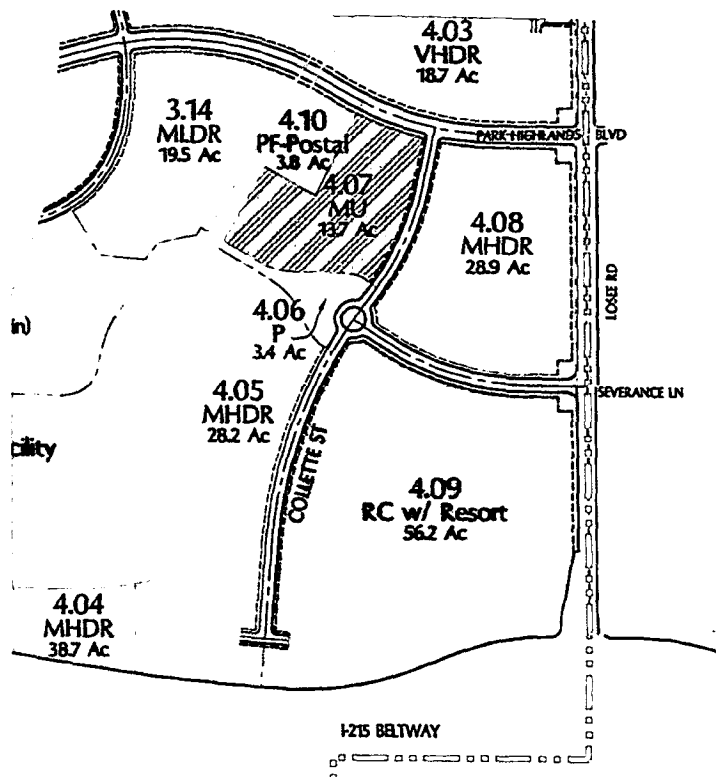 4.03
VHDR
18.7 Ac
3.14
MLDR
19.5 Ac
4.10
PF-Postal
3.8 Ac
PARK HIGHLANDS BLVD
4.07
MU
13.7 Ac
4.08
MHDR
28.9 Ac
LOSEE RD
4.06
P
3.4 Ac
in)
4.05
MHDR
28.2 Ac
SEVERANCE LN
cility
COLLETTE ST
4.09
RC w/ Resort
56.2 Ac
4.04
MHDR
38.7 Ac
I-215 BELTWAY